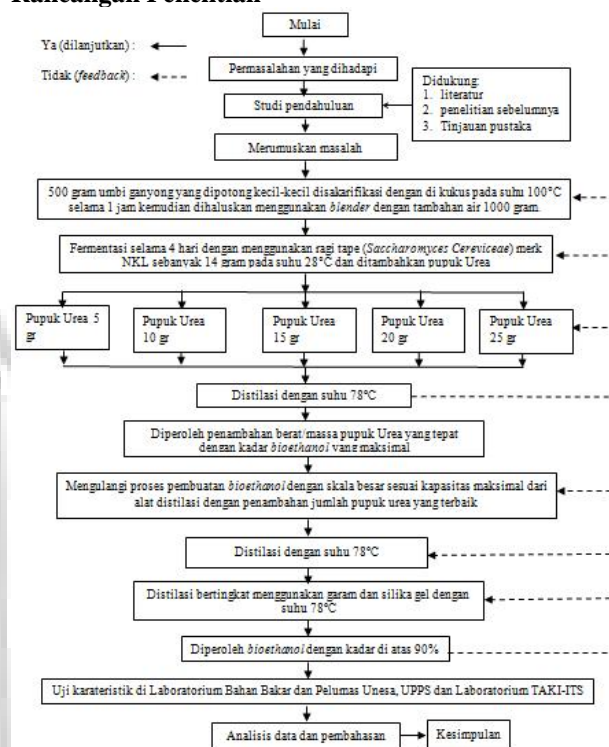 Rancangan Penelitian
Mulai
Ya (dilanjutkan) :
Tidak (feedback) :
Permasalahan yang dihadapi
Studi pendahuluan
Didukung:
1. literatur
2. penelitian sebelumnya
3. Tinjauan pustaka
Merumuskan masalah
500 gram umbi ganyong yang dipotong kecil-kecil disakarifikasi dengan di kukus pada suhu 100°C
selama 1 jam kemudian dihaluskan menggunakan blender dengan tambahan air 1000 gram.
Fermentasi selama 4 hari dengan menggunakan ragi tape (Saccharomyces Cereviceae) merk
NKL sebanyak 14 gram pada suhu 28°C dan ditambahkan pupuk Urea
Pupuk Urea 5
gr
Pupuk Urea
10 gr
Pupuk Urea
15 gr
Pupuk Urea
20 gr
Pupuk Urea
25 gr
Distilasi dengan suhu 78°C
Diperoleh penambahan berat/massa pupuk Urea yang tepat
dengan kadar bioethanol yang maksimal
Mengulangi proses pembuatan bioethanol dengan skala besar sesuai kapasitas maksimal dari
alat distilasi dengan penambahan jumlah pupuk urea yang terbaik
Distilasi dengan suhu 78°C
Distilasi bertingkat menggunakan garam dan silika gel dengan
suhu 78°C
Diperoleh bioethanol dengan kadar di atas 90%
Uji karateristik di Laboratorium Bahan Bakar dan Pelumas Unesa, UPPS dan Laboratorium TAKI-ITS
Analisis data dan pembahasan
Kesimpulan